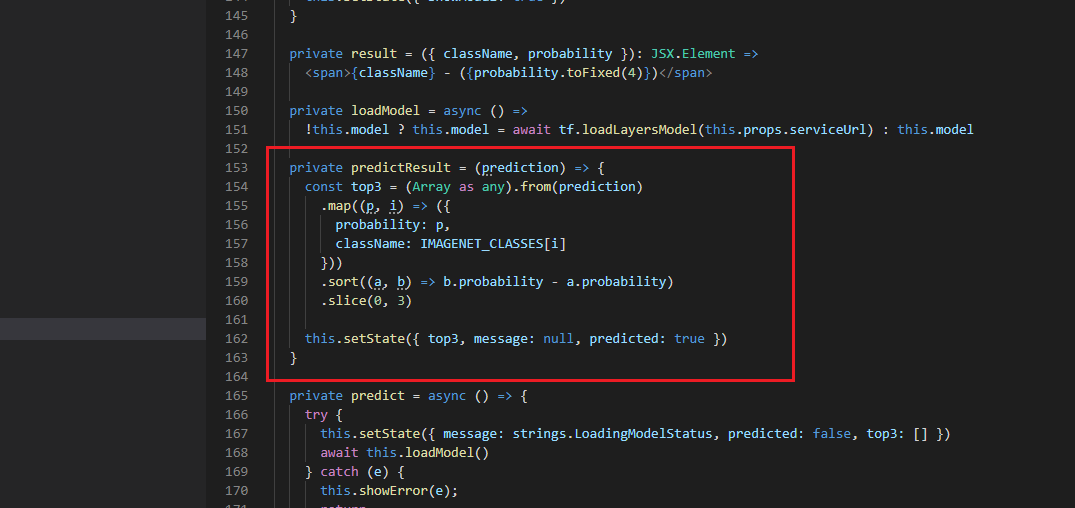 145 }
146
147 private result = ({ className, probability }): JSX.Element =>
148 <span>{className} - ({probability.toFixed(4)})</span>
149
150 private loadModel = async () =>
151 !this.model ? this.model = await tf.loadLayersModel(this.props.serviceUrl) : this.model
152
153 private predictResult = (prediction) => {
154 const top3 = (Array as any).from(prediction)
155 .map((p, i) => ({
156 probability: p,
157 className: IMAGENET_CLASSES[i]
158 }))
159 .sort((a, b) => b.probability - a.probability)
160 .slice(0, 3)
161
162 this.setState({ top3, message: null, predicted: true })
163 }
164
165 private predict = async () => {
166 try {
167 this.setState({ message: strings.LoadingModelStatus, predicted: false, top3: [] })
168 await this.loadModel()
169 } catch (e) {
170 this.showError(e);